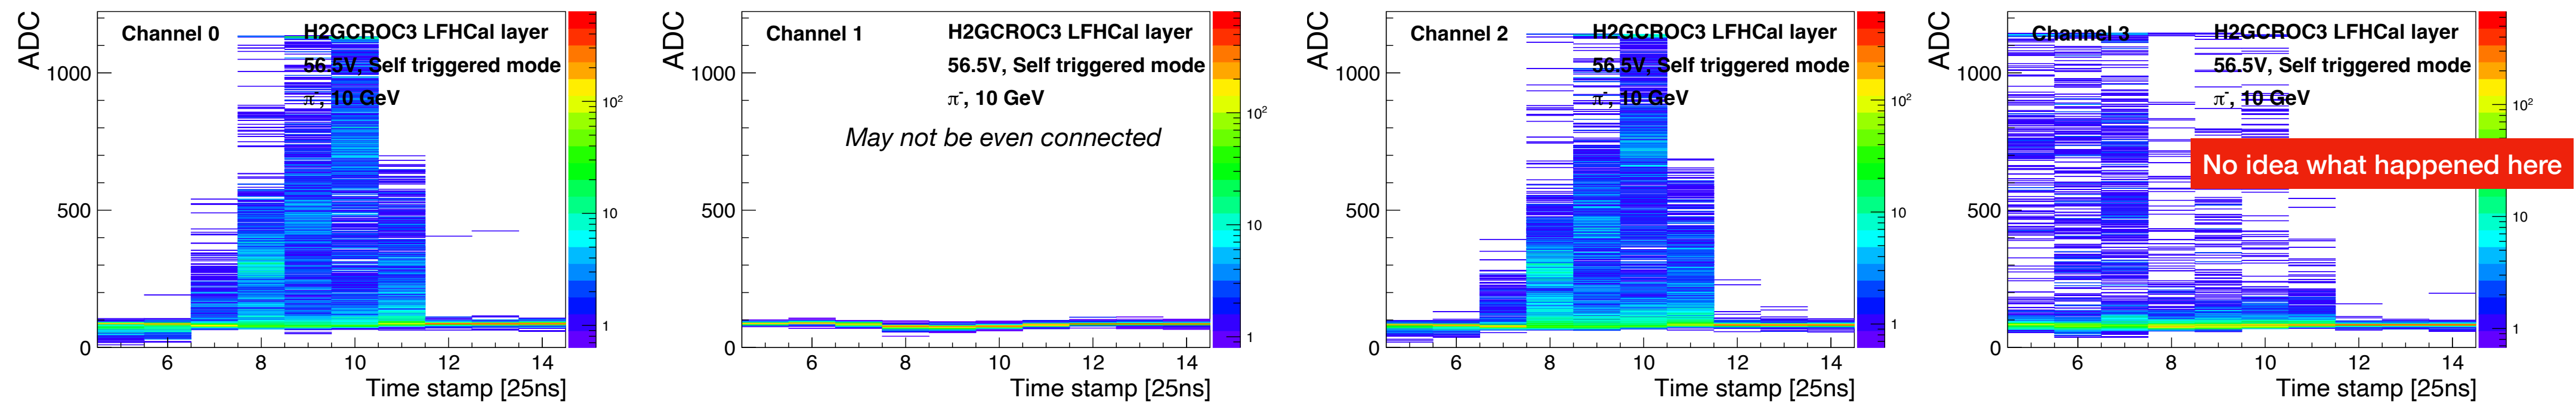 ADC
Channel 0
H2GCROC3 LFHCal layer
56.5V, Self triggered mode
π-, 10 GeV
1000
500
0
6 8 10 12 14
Time stamp [25ns]
10²
10
1
ADC
Channel 1
H2GCROC3 LFHCal layer
56.5V, Self triggered mode
π-, 10 GeV
May not be even connected
1000
500
0
6 8 10 12 14
Time stamp [25ns]
10²
10
1
ADC
Channel 2
H2GCROC3 LFHCal layer
56.5V, Self triggered mode
π-, 10 GeV
1000
500
0
6 8 10 12 14
Time stamp [25ns]
10²
10
1
ADC
Channel 3
H2GCROC3 LFHCal layer
56.5V, Self triggered mode
π-, 10 GeV
No idea what happened here
1000
500
0
6 8 10 12 14
Time stamp [25ns]
10²
10
1